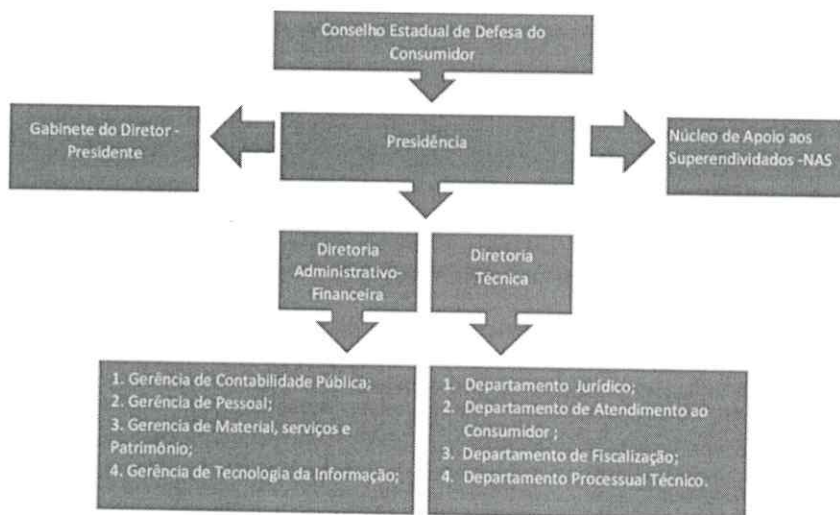 Conselho Estadual de Defesa do
Consumidor
Gabinete do Diretor -
Presidente
Presidência
Núcleo de Apoio aos
Superendividados -NAS
Diretoria
Administrativo-
Financeira
Diretoria
Técnica
1. Gerência de Contabilidade Pública;
2. Gerência de Pessoal;
3. Gerencia de Material, serviços e
Patrimônio;
4. Gerência de Tecnologia da Informação;
1. Departamento Jurídico;
2. Departamento de Atendimento ao
Consumidor ;
3. Departamento de Fiscalização;
4. Departamento Processual Técnico.